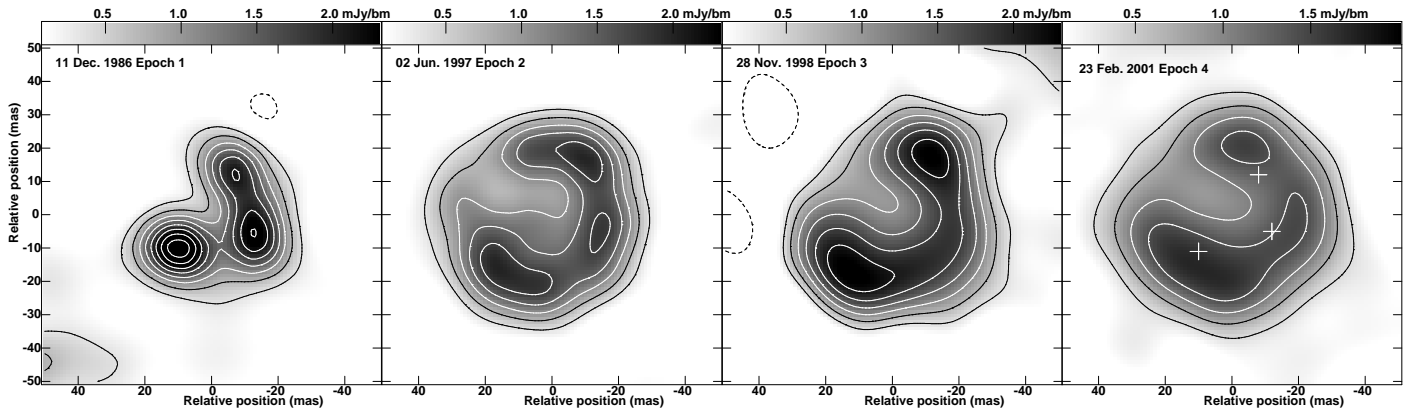 0.5 1.0 1.5 2.0 mJy/bm
0.5 1.0 1.5 2.0 mJy/bm
0.5 1.0 1.5 2.0 mJy/bm
0.5 1.0 1.5 mJy/bm
11 Dec. 1986 Epoch 1
02 Jun. 1997 Epoch 2
28 Nov. 1998 Epoch 3
23 Feb. 2001 Epoch 4
Relative position (mas)
50
40
30
20
10
0
-10
-20
-30
-40
-50
40 20 0 -20 -40
40 20 0 -20 -40
40 20 0 -20 -40
40 20 0 -20 -40
Relative position (mas)
Relative position (mas)
Relative position (mas)
Relative position (mas)